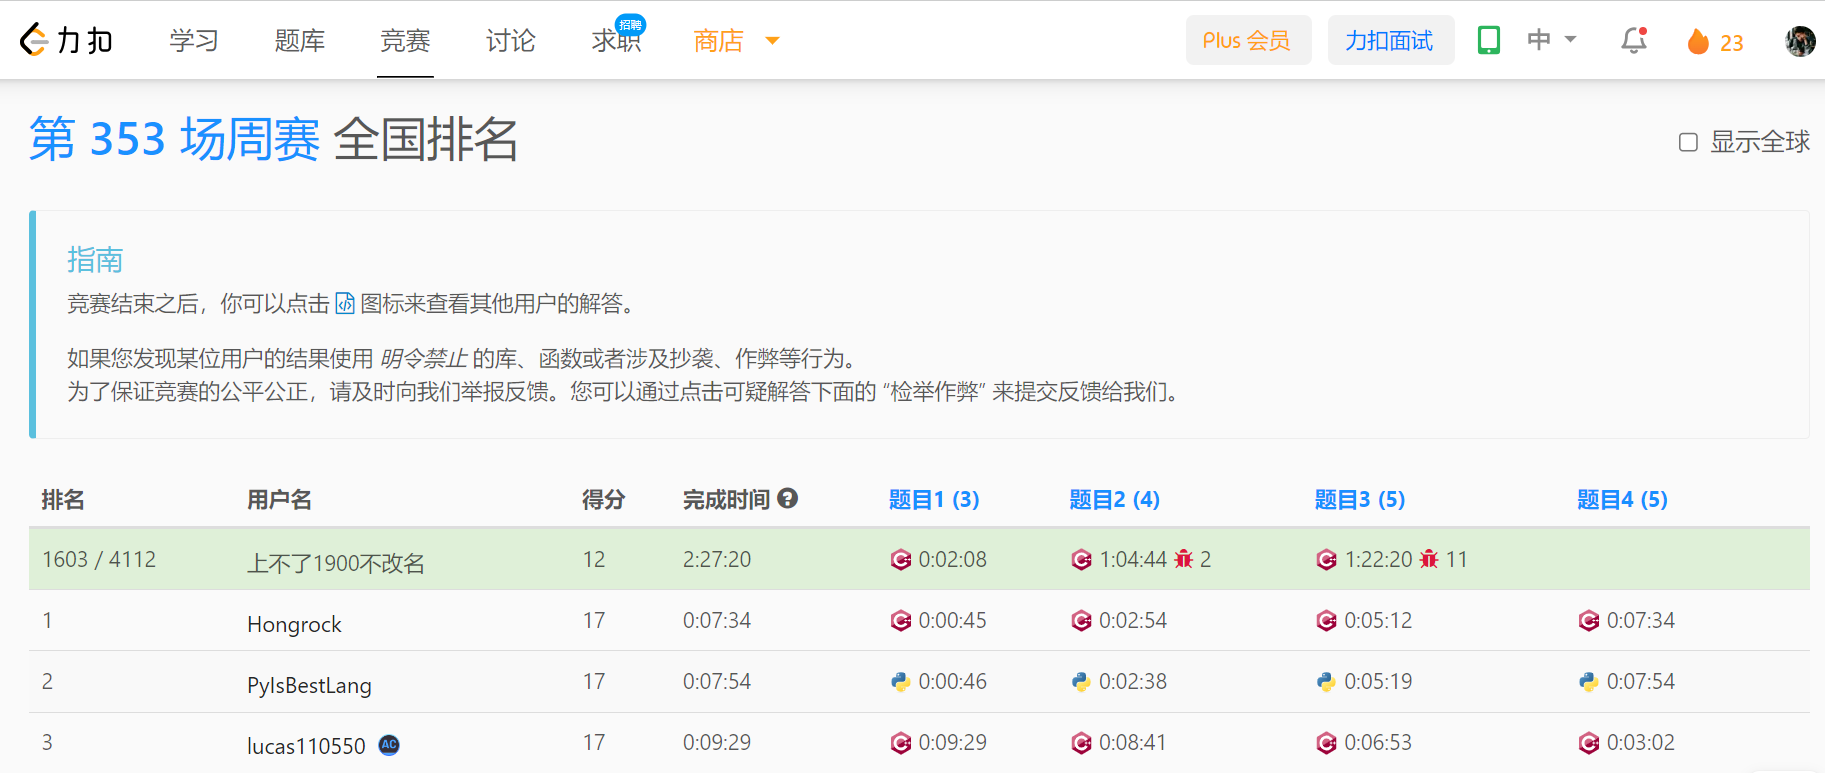 力扣 学习 题库 竞赛 讨论 求职 招聘 商店 Plus 会员 力扣面试 中 23
第 353 场周赛 全国排名 显示全球
指南
竞赛结束之后，你可以点击 图标来查看其他用户的解答。
如果您发现某位用户的结果使用 明令禁止 的库、函数或者涉及抄袭、作弊等行为。
为了保证竞赛的公平公正，请及时向我们举报反馈。您可以通过点击可疑解答下面的 “检举作弊” 来提交反馈给我们。
排名 用户名 得分 完成时间 题目1 (3) 题目2 (4) 题目3 (5) 题目4 (5)
1603 / 4112 上不了1900不改名 12 2:27:20 0:02:08 1:04:44 2 1:22:20 11
1 Hongrock 17 0:07:34 0:00:45 0:02:54 0:05:12 0:07:34
2 PyIsBestLang 17 0:07:54 0:00:46 0:02:38 0:05:19 0:07:54
3 lucas110550 AC 17 0:09:29 0:09:29 0:08:41 0:06:53 0:03:02